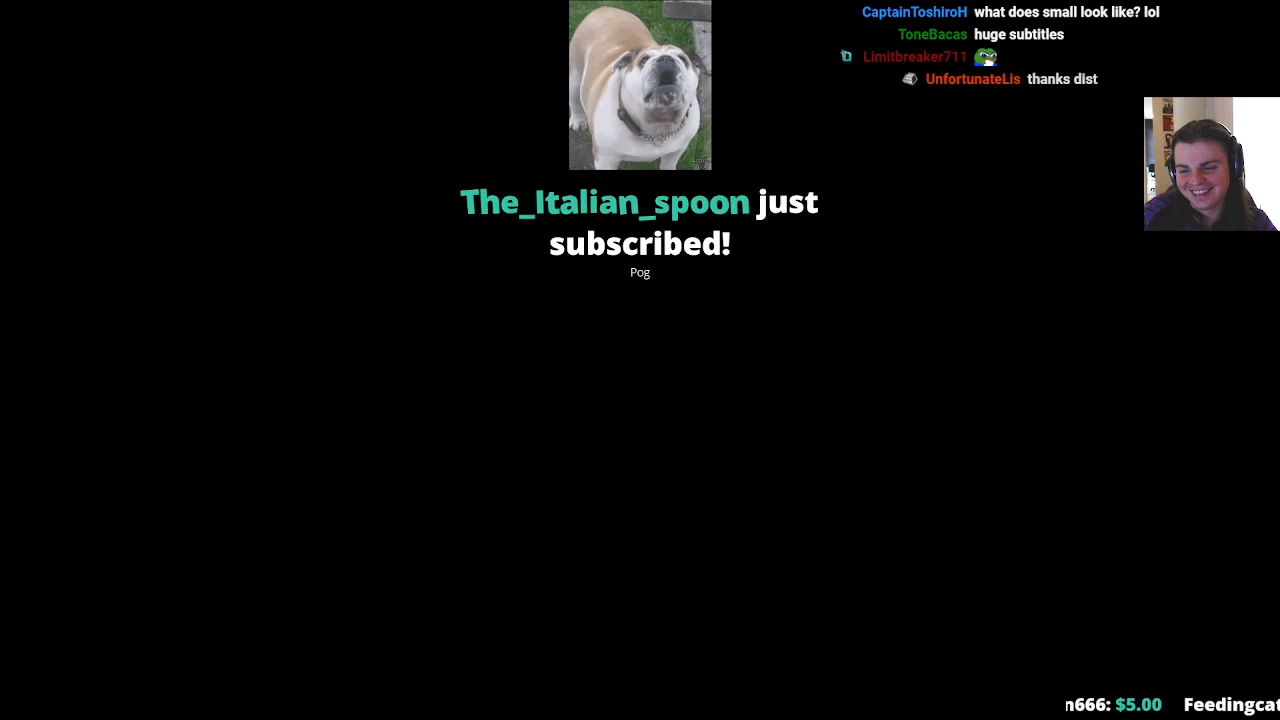 CaptainToshiroH what does small look like? lol
ToneBacas huge subtitles
Limitbreaker711
UnfortunateLis thanks dist
The_Italian_spoon just
subscribed!
Pog
n666: $5.00 Feedingcat